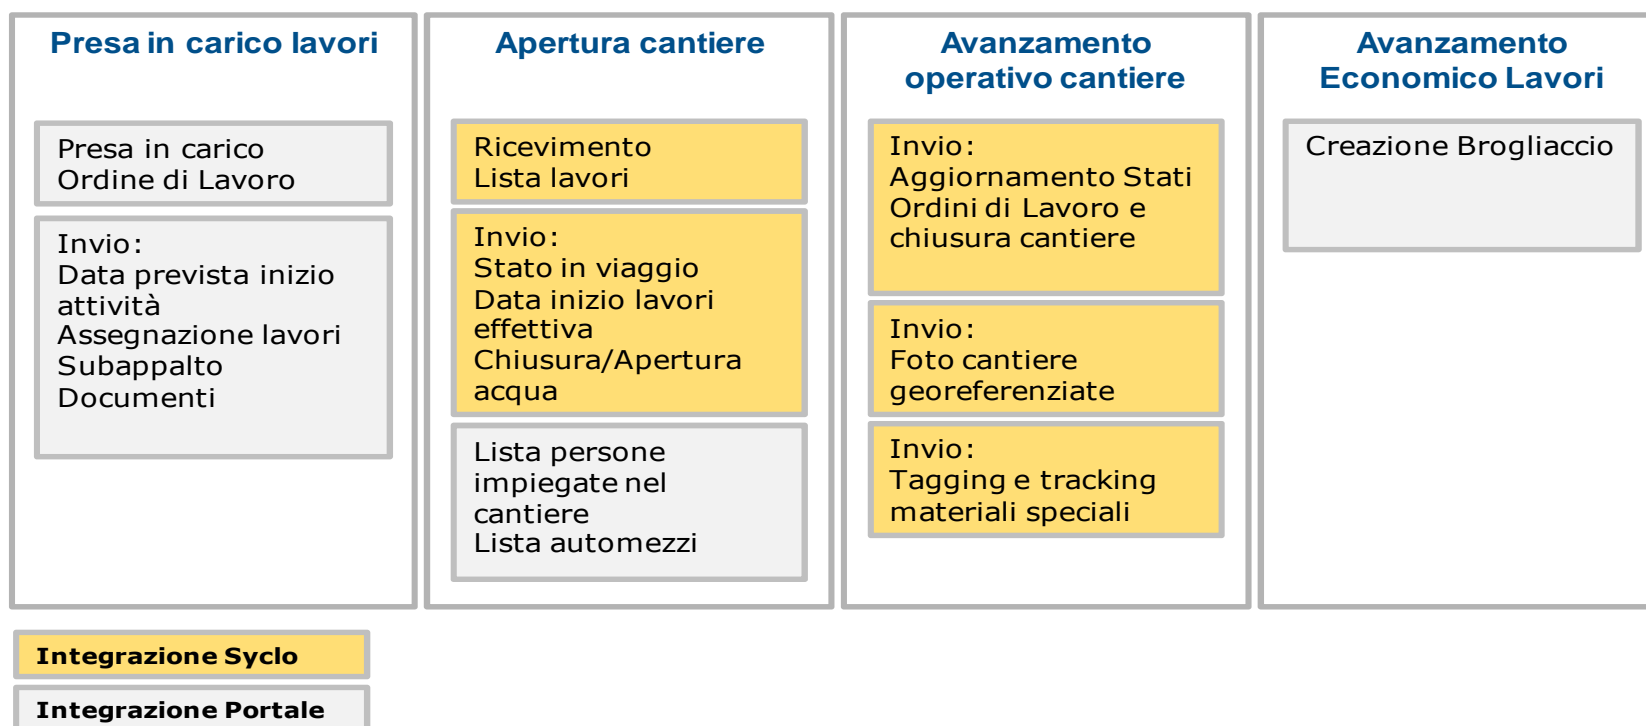 Presa in carico lavori
Presa in carico
Ordine di Lavoro
Invio:
Data prevista inizio
attività
Assegnazione lavori
Subappalto
Documenti
Apertura cantiere
Ricevimento
Lista lavori
Invio:
Stato in viaggio
Data inizio lavori
effettiva
Chiusura/Apertura
acqua
Lista persone
impiegate nel
cantiere
Lista automezzi
Avanzamento
operativo cantiere
Invio:
Aggiornamento Stati
Ordini di Lavoro e
chiusura cantiere
Invio:
Foto cantiere
georeferenziate
Invio:
Tagging e tracking
materiali speciali
Avanzamento
Economico Lavori
Creazione Brogliaccio
Integrazione Syclo
Integrazione Portale